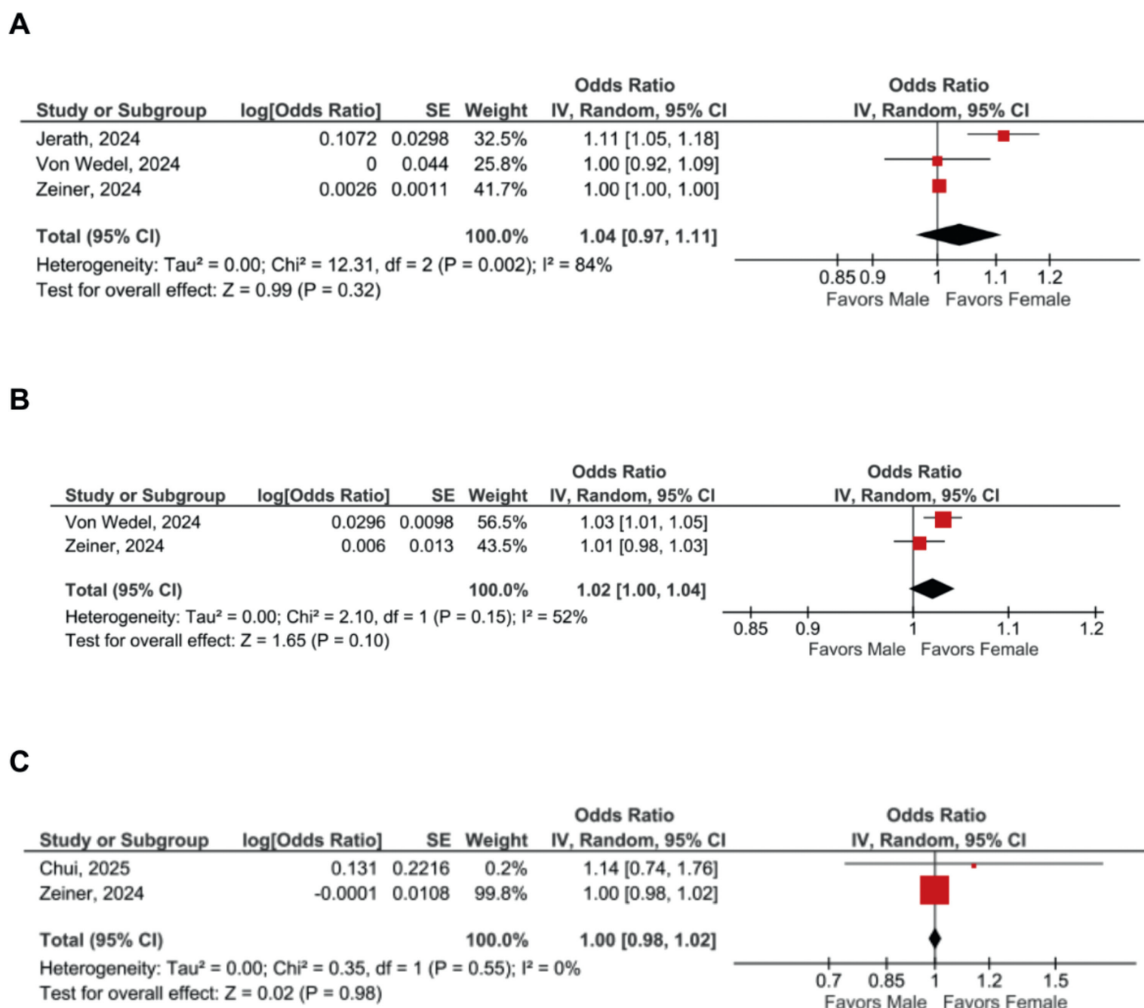 A
Odds Ratio Odds Ratio
Study or Subgroup log[Odds Ratio] SE Weight IV, Random, 95% CI IV, Random, 95% CI
Jerath, 2024 0.1072 0.0298 32.5% 1.11 [1.05, 1.18]
Von Wedel, 2024 0 0.044 25.8% 1.00 [0.92, 1.09]
Zeiner, 2024 0.0026 0.0011 41.7% 1.00 [1.00, 1.00]
Total (95% CI) 100.0% 1.04 [0.97, 1.11]
Heterogeneity: Tau² = 0.00; Chi² = 12.31, df = 2 (P = 0.002); I² = 84%
Test for overall effect: Z = 0.99 (P = 0.32)
0.85 0.9 1 1.1 1.2
Favors Male Favors Female
B
Odds Ratio Odds Ratio
Study or Subgroup log[Odds Ratio] SE Weight IV, Random, 95% CI IV, Random, 95% CI
Von Wedel, 2024 0.0296 0.0098 56.5% 1.03 [1.01, 1.05]
Zeiner, 2024 0.006 0.013 43.5% 1.01 [0.98, 1.03]
Total (95% CI) 100.0% 1.02 [1.00, 1.04]
Heterogeneity: Tau² = 0.00; Chi² = 2.10, df = 1 (P = 0.15); I² = 52%
Test for overall effect: Z = 1.65 (P = 0.10)
0.85 0.9 1 1.1 1.2
Favors Male Favors Female
C
Odds Ratio Odds Ratio
Study or Subgroup log[Odds Ratio] SE Weight IV, Random, 95% CI IV, Random, 95% CI
Chui, 2025 0.131 0.2216 0.2% 1.14 [0.74, 1.76]
Zeiner, 2024 -0.0001 0.0108 99.8% 1.00 [0.98, 1.02]
Total (95% CI) 100.0% 1.00 [0.98, 1.02]
Heterogeneity: Tau² = 0.00; Chi² = 0.35, df = 1 (P = 0.55); I² = 0%
Test for overall effect: Z = 0.02 (P = 0.98)
0.7 0.85 1 1.2 1.5
Favors Male Favors Female